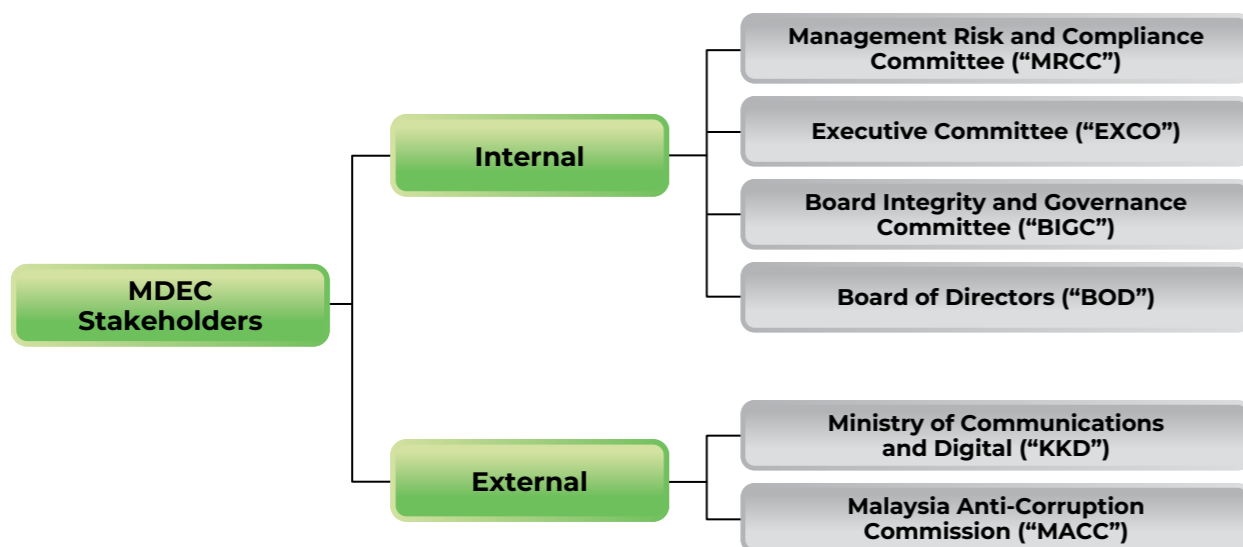 MDEC
Stakeholders
Internal
Management Risk and Compliance
Committee (“MRCC”)
Executive Committee (“EXCO”)
Board Integrity and Governance
Committee (“BIGC”)
Board of Directors (“BOD”)
External
Ministry of Communications
and Digital (“KKD”)
Malaysia Anti-Corruption
Commission (“MACC”)